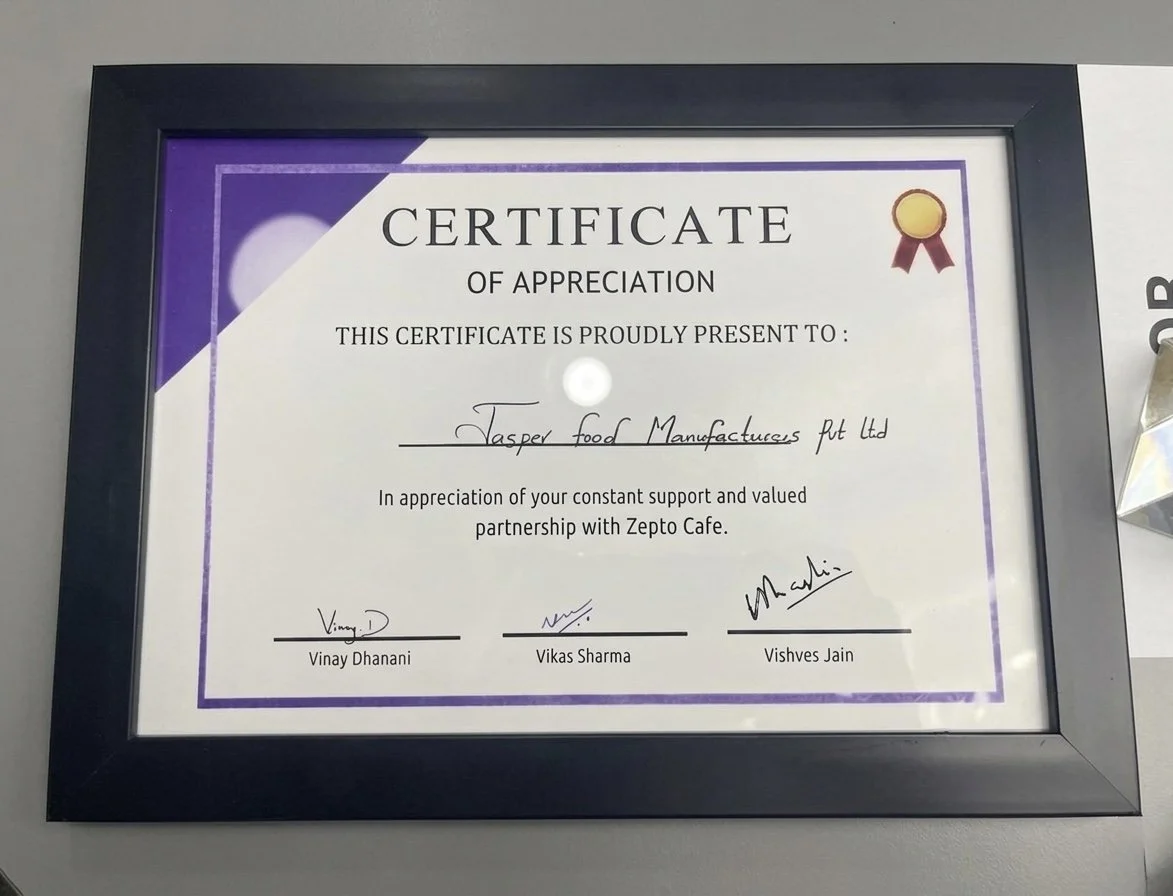 CERTIFICATE
OF APPRECIATION
THIS CERTIFICATE IS PROUDLY PRESENT TO :
Jasper food Manufacturers Pvt Ltd
In appreciation of your constant support and valued
partnership with Zepto Cafe.
Vinay.D
Vinay Dhanani
Vikas Sharma
Vishves Jain